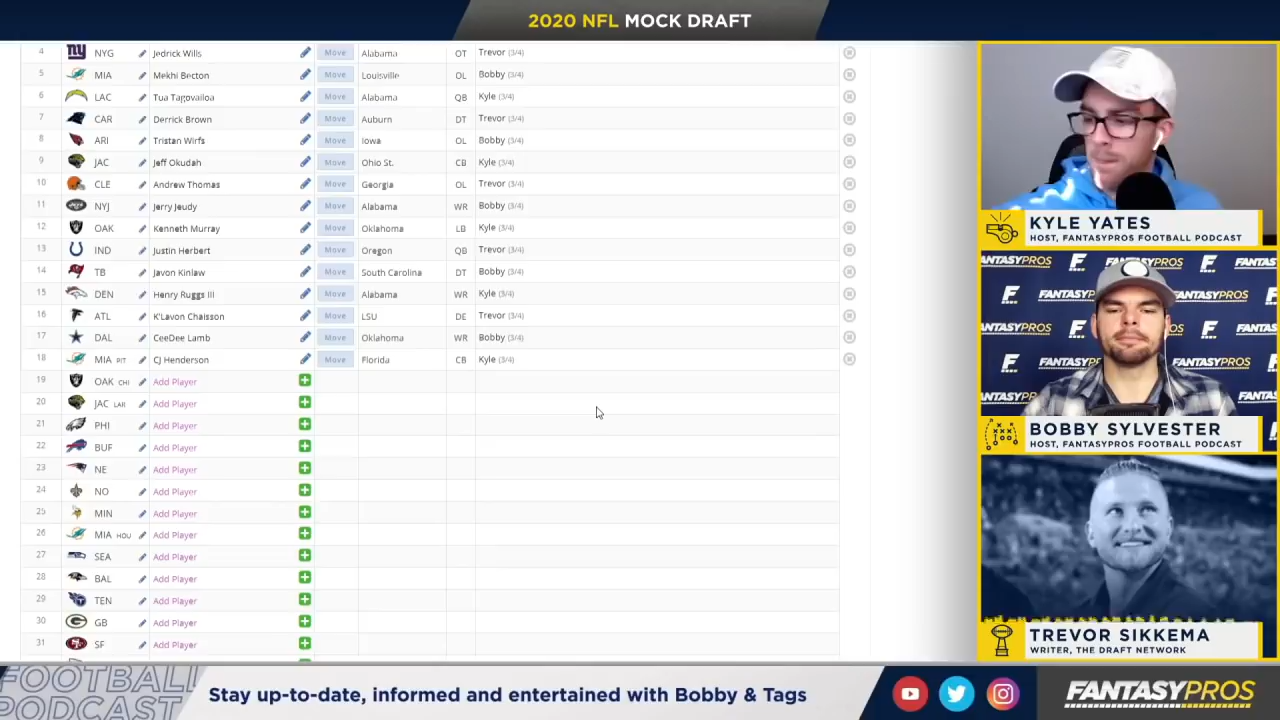 2020 NFL MOCK DRAFT
4 NYG Jedrick Wills Move Alabama OT Trevor (3/4)
5 MIA Mekhi Becton Move Louisville OL Bobby (3/4)
6 LAC Tua Tagovailoa Move Alabama QB Kyle (3/4)
7 CAR Derrick Brown Move Auburn DT Trevor (3/4)
8 ARI Tristan Wirfs Move Iowa OL Bobby (3/4)
9 JAC Jeff Okudah Move Ohio St. CB Kyle (3/4)
10 CLE Andrew Thomas Move Georgia OL Trevor (3/4)
11 NYJ Jerry Jeudy Move Alabama WR Bobby (3/4)
12 OAK Kenneth Murray Move Oklahoma LB Kyle (3/4)
13 IND Justin Herbert Move Oregon QB Trevor (3/4)
14 TB Javon Kinlaw Move South Carolina DT Bobby (3/4)
15 DEN Henry Ruggs III Move Alabama WR Kyle (3/4)
16 ATL K'Lavon Chaisson Move LSU DE Trevor (3/4)
17 DAL CeeDee Lamb Move Oklahoma WR Bobby (3/4)
18 MIA PIT CJ Henderson Move Florida CB Kyle (3/4)
19 OAK CHI Add Player
20 JAC LAR Add Player
21 PHI Add Player
22 BUF Add Player
23 NE Add Player
24 NO Add Player
25 MIN Add Player
26 MIA HOU Add Player
27 SEA Add Player
28 BAL Add Player
29 TEN Add Player
30 GB Add Player
31 SF Add Player
KYLE YATES
HOST, FANTASYPROS FOOTBALL PODCAST
FANTASYPROS
BOBBY SYLVESTER
HOST, FANTASYPROS FOOTBALL PODCAST
TREVOR SIKKEMA
WRITER, THE DRAFT NETWORK
FOOTBALL
PODCAST
Stay up-to-date, informed and entertained with Bobby & Tags
FANTASYPROS